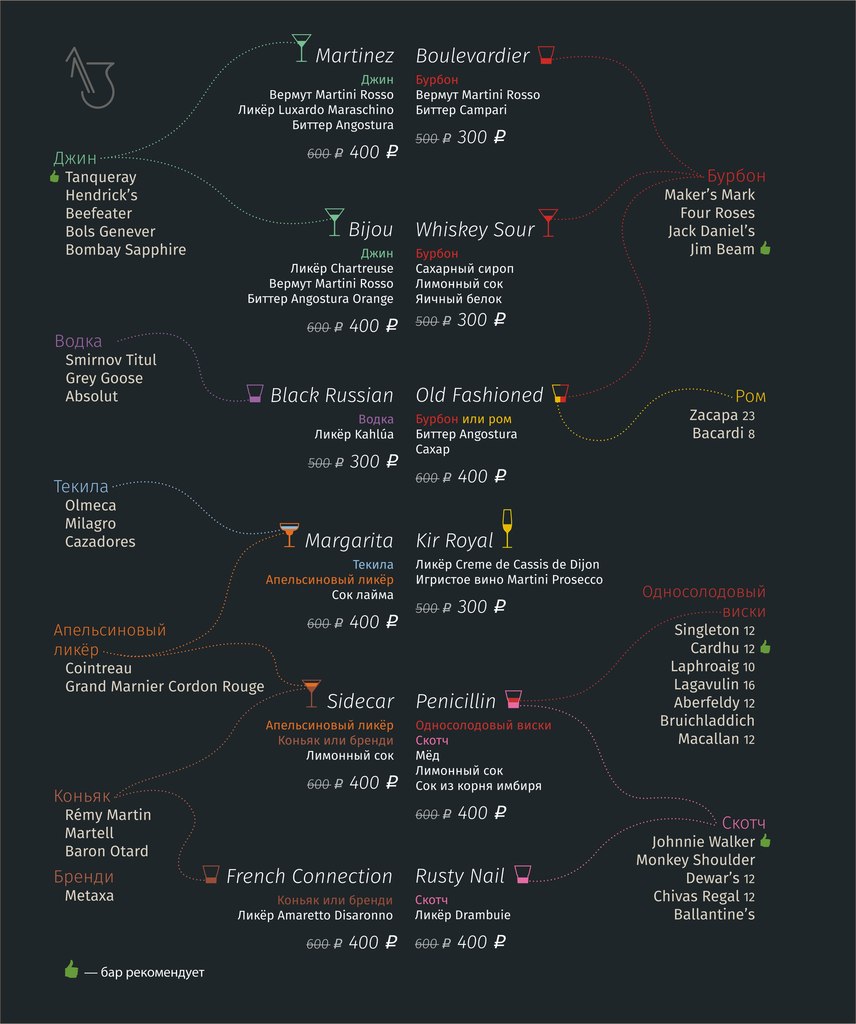 Martinez
Джин
Вермут Martini Rosso
Ликёр Luxardo Maraschino
Биттер Angostura
600 ₽ 400 ₽
Boulevardier
Бурбон
Вермут Martini Rosso
Биттер Campari
500 ₽ 300 ₽
Джин
Tanqueray
Hendrick’s
Beefeater
Bols Genever
Bombay Sapphire
Бурбон
Maker’s Mark
Four Roses
Jack Daniel’s
Jim Beam
Bijou
Джин
Ликёр Chartreuse
Вермут Martini Rosso
Биттер Angostura Orange
600 ₽ 400 ₽
Whiskey Sour
Бурбон
Сахарный сироп
Лимонный сок
Яичный белок
500 ₽ 300 ₽
Водка
Smirnov Titul
Grey Goose
Absolut
Black Russian
Водка
Ликёр Kahlúa
500 ₽ 300 ₽
Old Fashioned
Бурбон или ром
Биттер Angostura
Сахар
600 ₽ 400 ₽
Ром
Zacapa 23
Bacardi 8
Текила
Olmeca
Milagro
Cazadores
Margarita
Текила
Апельсиновый ликёр
Сок лайма
600 ₽ 400 ₽
Kir Royal
Ликёр Creme de Cassis de Dijon
Игристое вино Martini Prosecco
500 ₽ 300 ₽
Односолодовый
виски
Singleton 12
Cardhu 12
Laphroaig 10
Lagavulin 16
Aberfeldy 12
Bruichladdich
Macallan 12
Апельсиновый
ликёр
Cointreau
Grand Marnier Cordon Rouge
Sidecar
Апельсиновый ликёр
Коньяк или бренди
Лимонный сок
600 ₽ 400 ₽
Penicillin
Односолодовый виски
Скотч
Мёд
Лимонный сок
Сок из корня имбиря
600 ₽ 400 ₽
Коньяк
Rémy Martin
Martell
Baron Otard
Бренди
Metaxa
Скотч
Johnnie Walker
Monkey Shoulder
Dewar’s 12
Chivas Regal 12
Ballantine’s
French Connection
Коньяк или бренди
Ликёр Amaretto Disaronno
600 ₽ 400 ₽
Rusty Nail
Скотч
Ликёр Drambuie
600 ₽ 400 ₽
— бар рекомендует